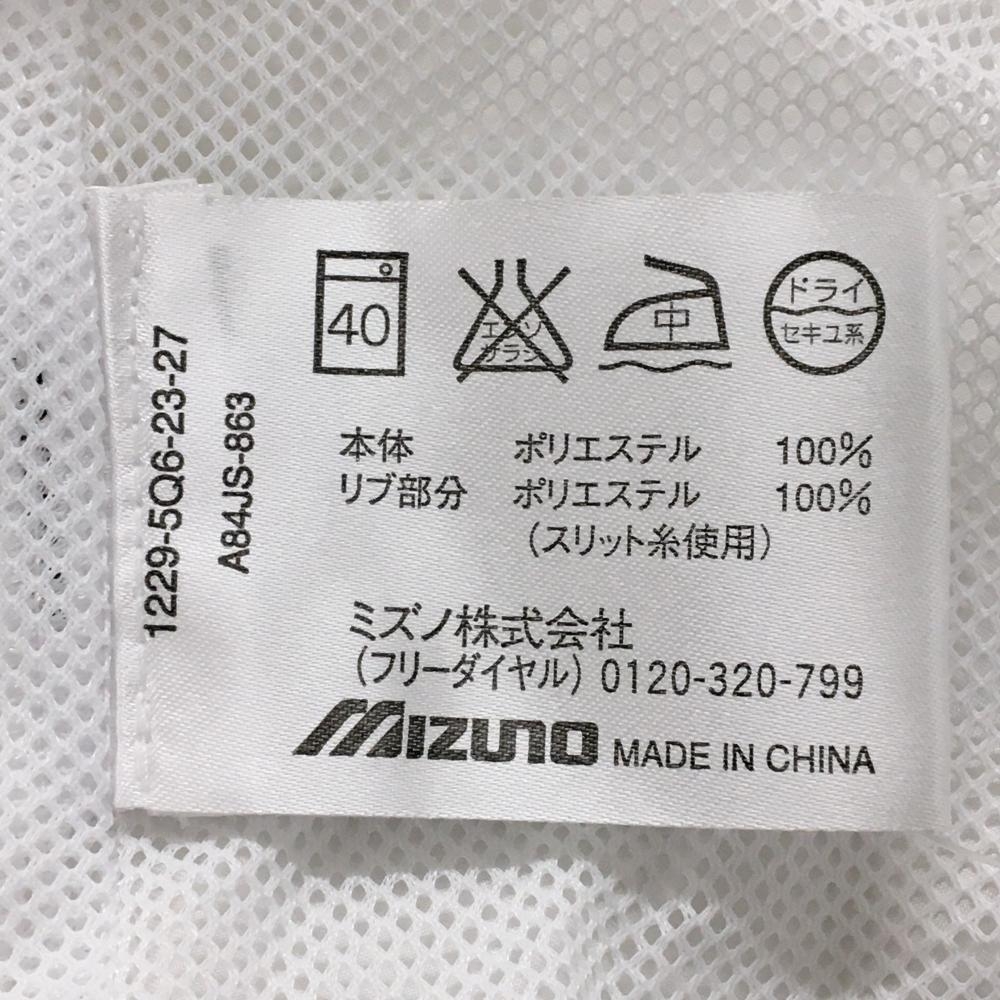 1229-5Q6-23-27
A84JS-863
40
エンソ
サラシ
中
ドライ
セキユ系
本体 ポリエステル 100%
リブ部分 ポリエステル 100%
(スリット糸使用)
ミズノ株式会社
(フリーダイヤル) 0120-320-799
MIZUNO MADE IN CHINA